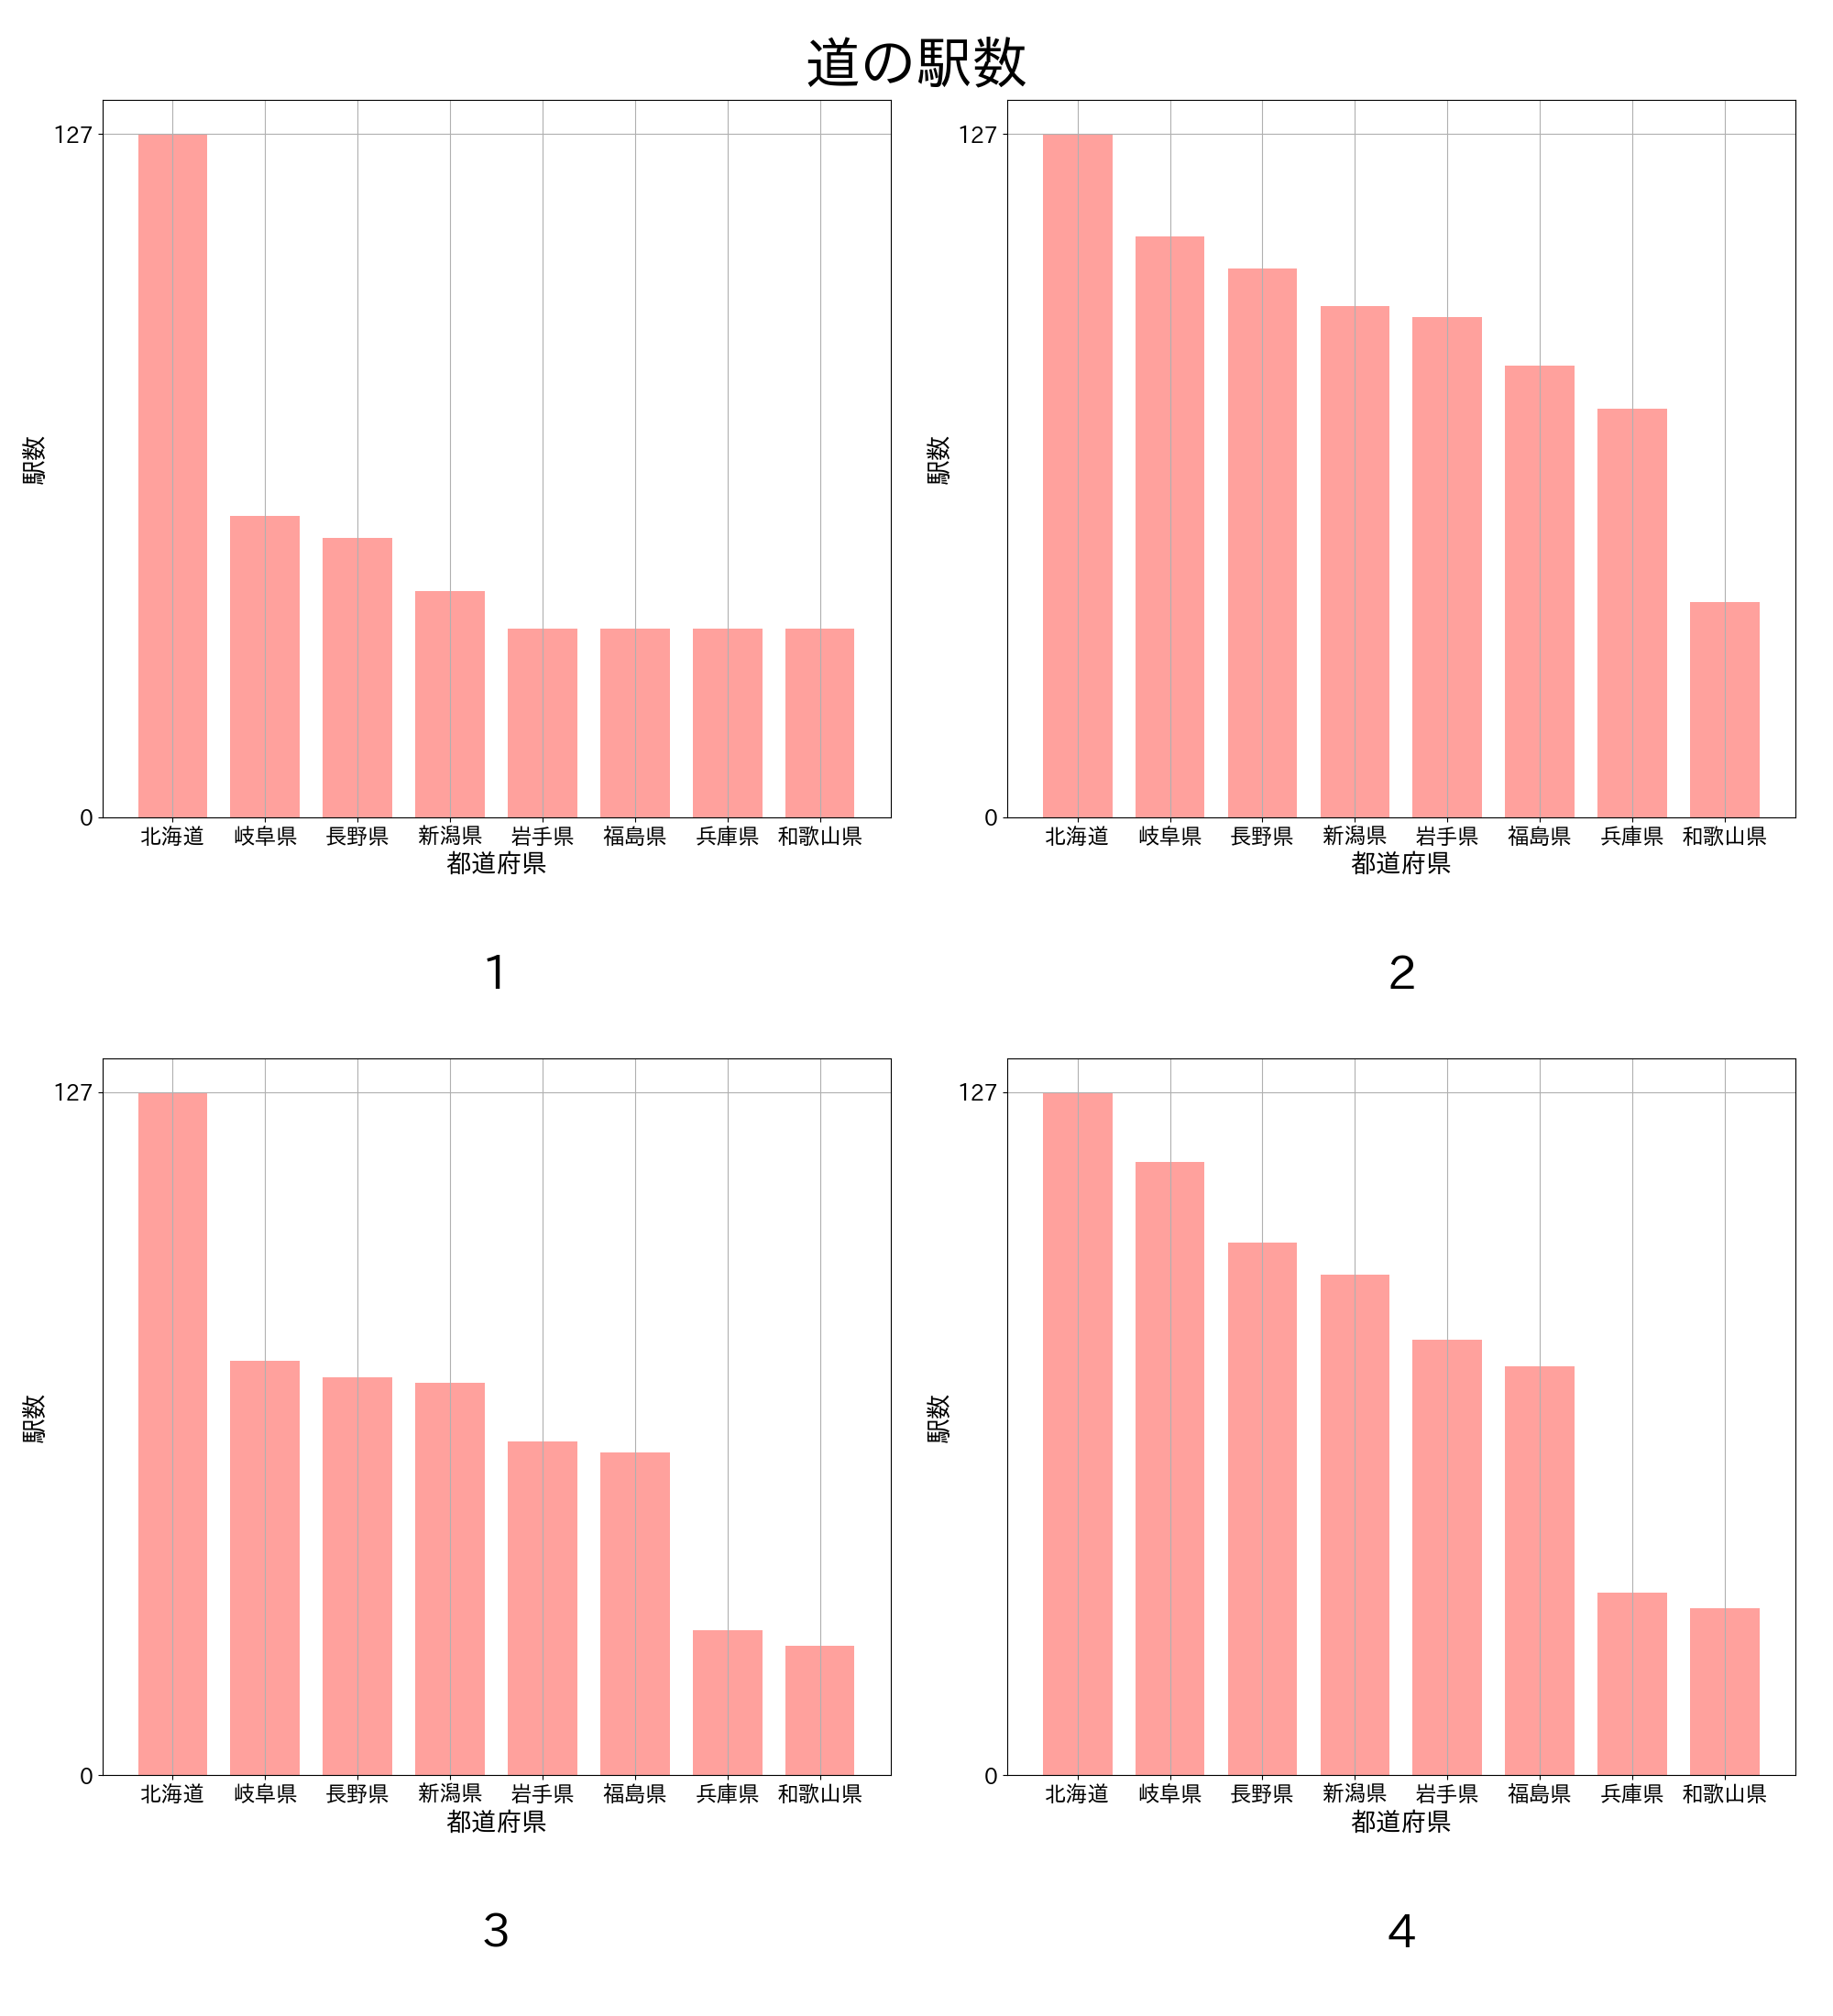 道の駅数
127
駅数
0
北海道 岐阜県 長野県 新潟県 岩手県 福島県 兵庫県 和歌山県
都道府県
1
127
駅数
0
北海道 岐阜県 長野県 新潟県 岩手県 福島県 兵庫県 和歌山県
都道府県
2
127
駅数
0
北海道 岐阜県 長野県 新潟県 岩手県 福島県 兵庫県 和歌山県
都道府県
3
127
駅数
0
北海道 岐阜県 長野県 新潟県 岩手県 福島県 兵庫県 和歌山県
都道府県
4